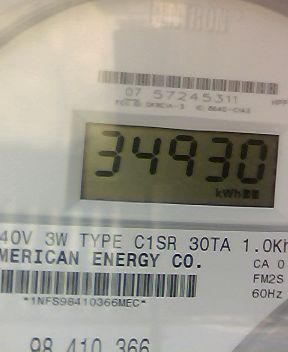 07 57245311
34930
kWh
40V 3W TYPE C1SR 30TA 1.0Kh
MERICAN ENERGY CO.
CA 0
FM2S
*1NFS98410366MEC*
60Hz
98 410 366